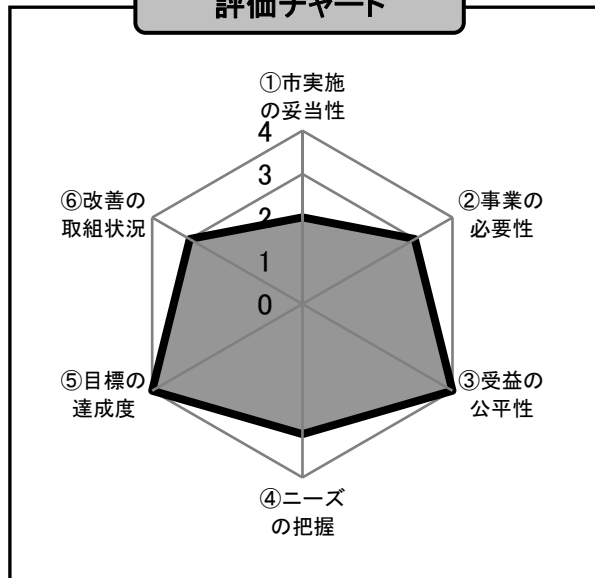 評価チャート
①市実施
の妥当性
4
3
2
1
0
②事業の
必要性
③受益の
公平性
④ニーズ
の把握
⑤目標の
達成度
⑥改善の
取組状況